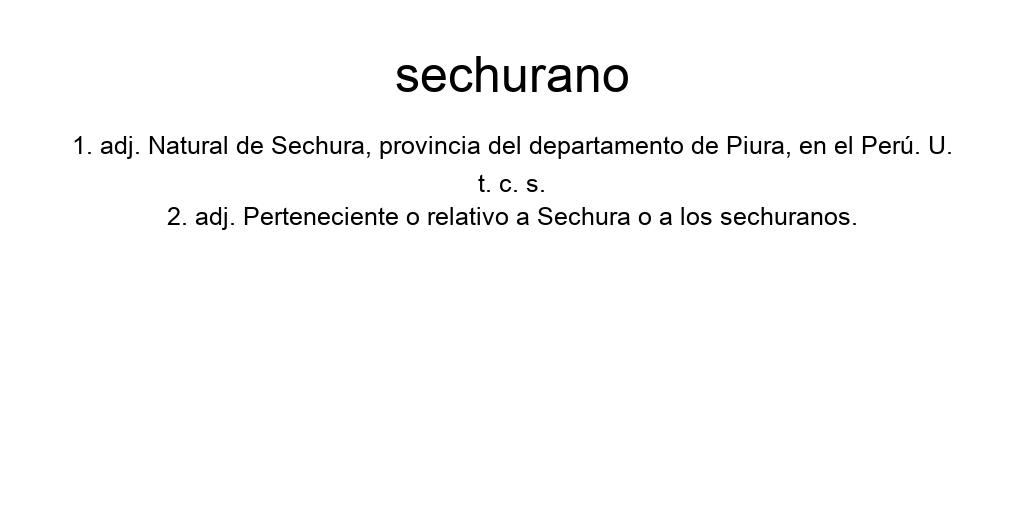 sechurano
1. adj. Natural de Sechura, provincia del departamento de Piura, en el Perú. U.
t. c. s.
2. adj. Perteneciente o relativo a Sechura o a los sechuranos.